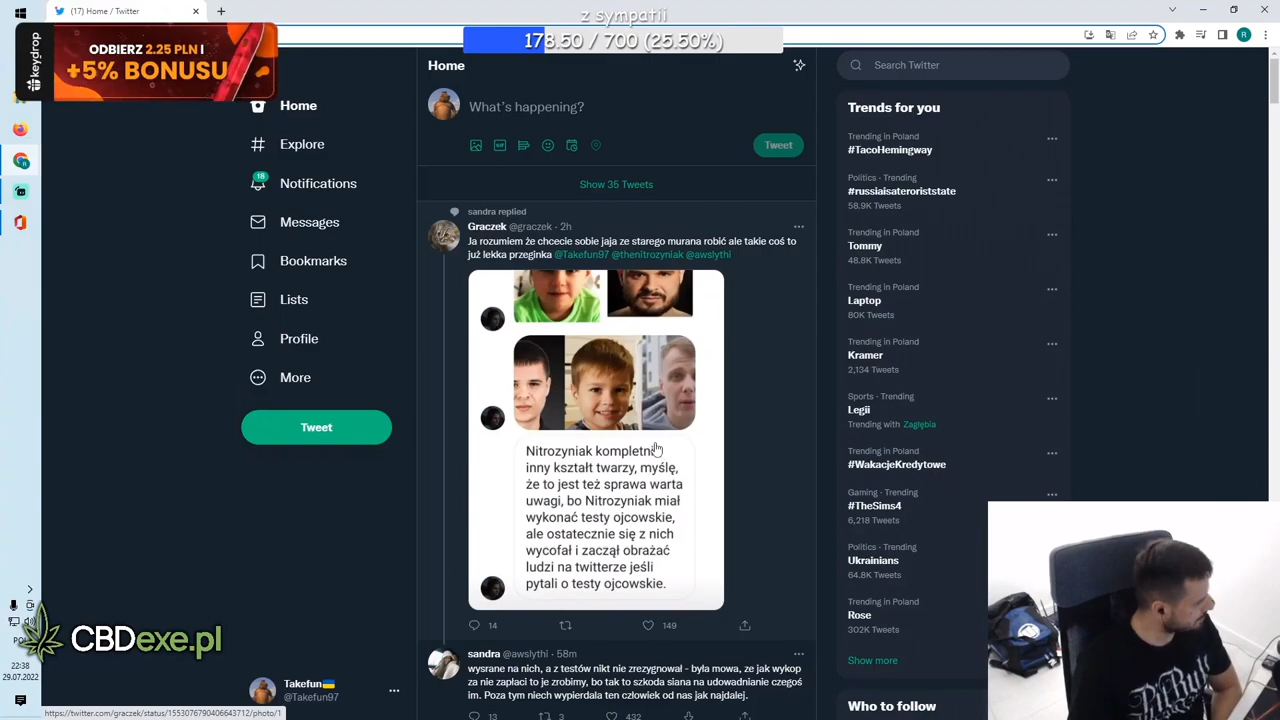 (1) Home / Twitter
z sympatii
178.50 / 700 (25.50%)
keydrop
ODBIERZ 2.25 PLN I
+5% BONUSU
Home
Explore
18
Notifications
Messages
Bookmarks
Lists
Profile
More
Tweet
Takefun
@Takefun97
CBDexe.pl
22:38
29.07.2022
https://twitter.com/graczek/status/1553076790406643712/photo/1
Home
What's happening?
GIF
Tweet
Show 35 Tweets
sandra replied
Graczek @graczek · 2h
Ja rozumiem że chcecie sobie jaja ze starego murana robić ale takie coś to
już lekka przeginka @Takefun97 @thenitrozyniak @awslythi
Nitrozyniak kompletni
inny kształt twarzy, myślę,
że to jest też sprawa warta
uwagi, bo Nitrozyniak miał
wykonać testy ojcowskie,
ale ostatecznie się z nich
wycofał i zaczął obrażać
ludzi na twitterze jeśli
pytali o testy ojcowskie.
14
149
sandra @awslythi · 58m
wysrane na nich, a z testów nikt nie zrezygnował - była mowa, ze jak wykop
za nie zapłaci to je zrobimy, bo tak to szkoda siana na udowadnianie czegoś
im. Poza tym niech wypierdala ten człowiek od nas jak najdalej.
13
3
432
R
Search Twitter
Trends for you
Trending in Poland
#TacoHemingway
Politics · Trending
#russiaisateroriststate
58.9K Tweets
Trending in Poland
Tommy
48.8K Tweets
Trending in Poland
Laptop
80K Tweets
Trending in Poland
Kramer
2,134 Tweets
Sports · Trending
Legii
Trending with Zagłębia
Trending in Poland
#WakacjeKredytowe
Gaming · Trending
#TheSims4
6,218 Tweets
Politics · Trending
Ukrainians
64.8K Tweets
Trending in Poland
Rose
302K Tweets
Show more
Who to follow